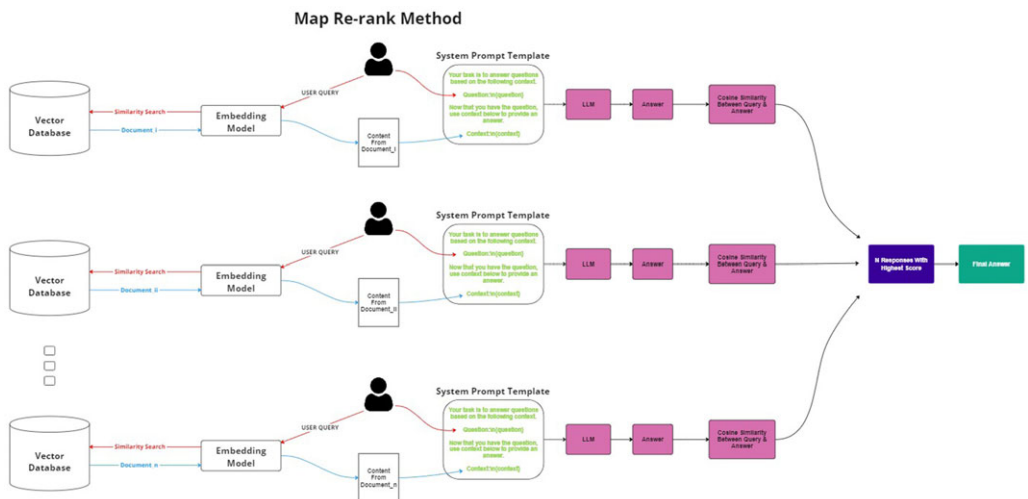 Map Re-rank Method
System Prompt Template
Your task is to answer questions
based on the following context.
Question:\n{question}
Now that you have the question,
use context below to provide an
answer.
Context:\n{context}
USER QUERY
Similarity Search
Document_i
Vector
Database
Embedding
Model
Content
From
Document_i
LLM
Answer
Cosine Similarity
Between Query &
Answer
System Prompt Template
Your task is to answer questions
based on the following context.
Question:\n{question}
Now that you have the question,
use context below to provide an
answer.
Context:\n{context}
USER QUERY
Similarity Search
Document_ii
Vector
Database
Embedding
Model
Content
From
Document_ii
LLM
Answer
Cosine Similarity
Between Query &
Answer
N Responses With
Highest Score
Final Answer
System Prompt Template
Your task is to answer questions
based on the following context.
Question:\n{question}
Now that you have the question,
use context below to provide an
answer.
Context:\n{context}
USER QUERY
Similarity Search
Document_n
Vector
Database
Embedding
Model
Content
From
Document_n
LLM
Answer
Cosine Similarity
Between Query &
Answer